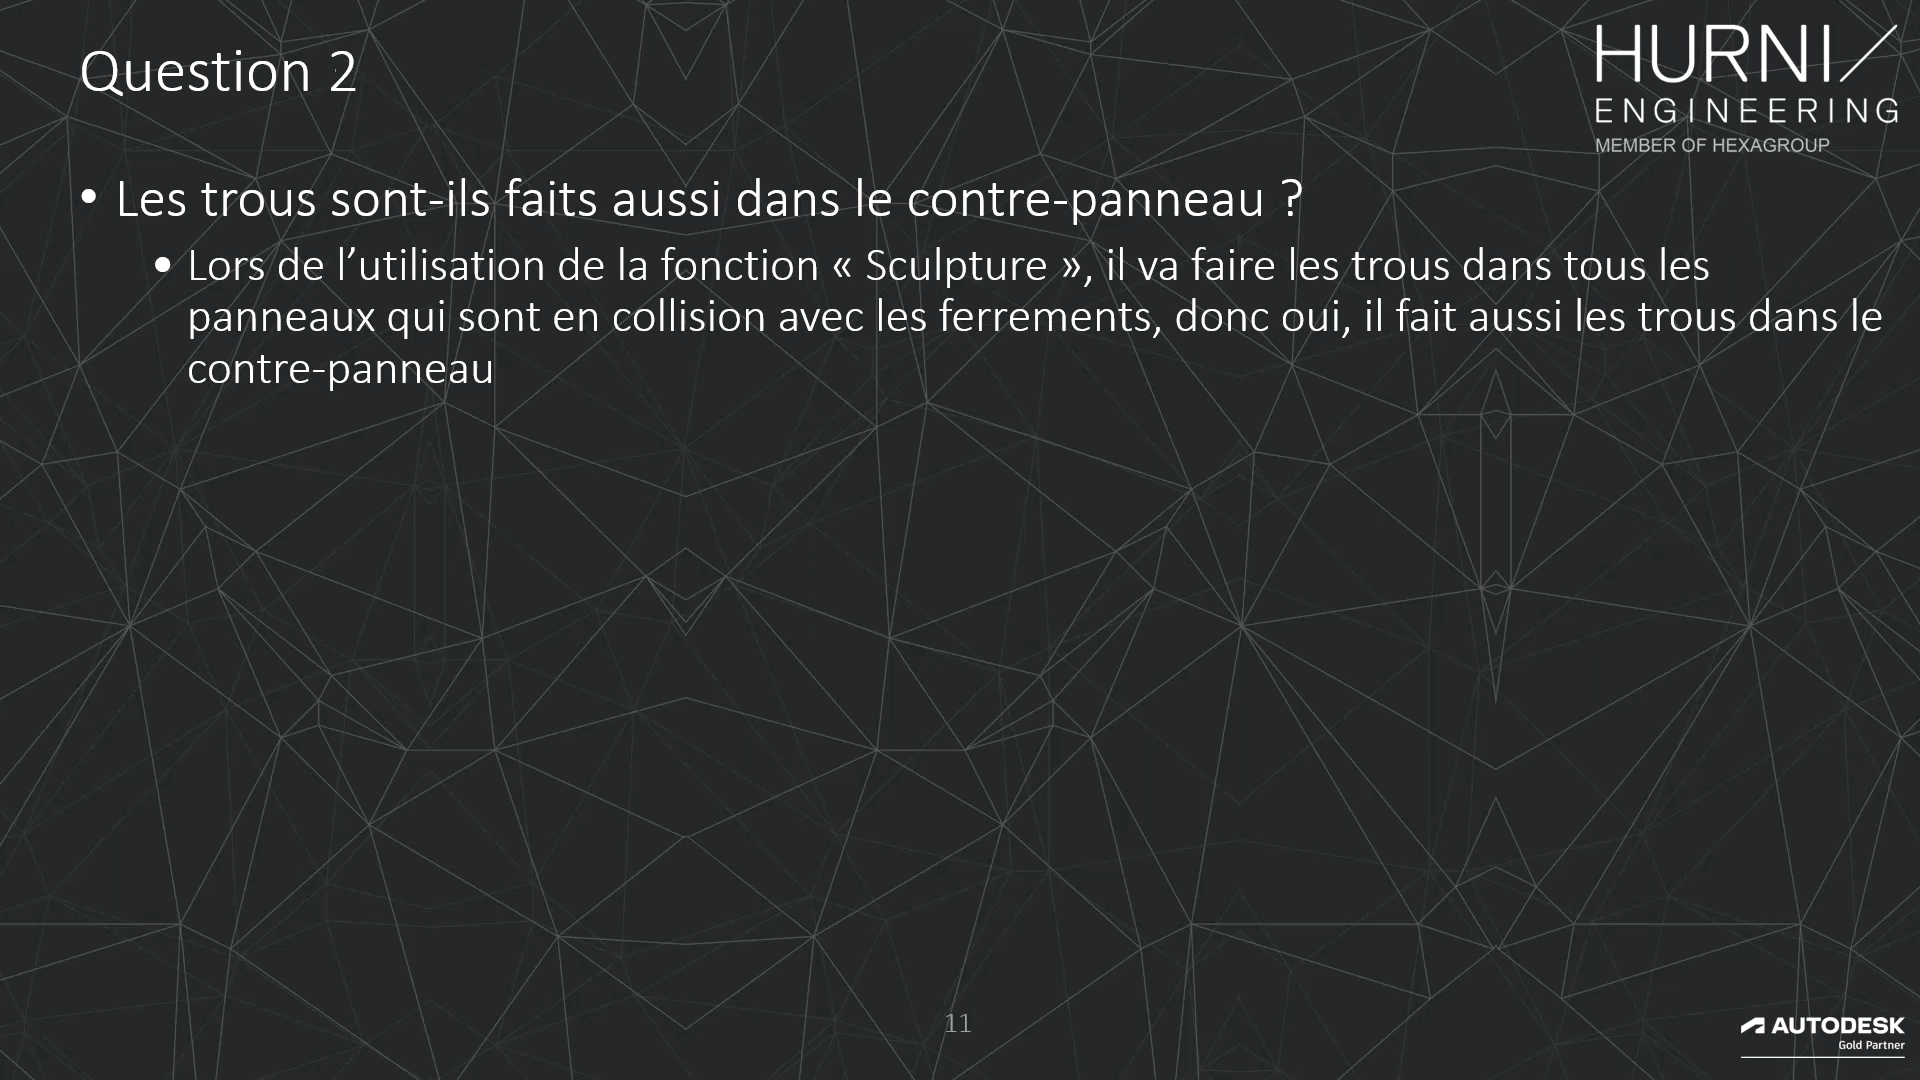 Question 2
HURNI
ENGINEERING
MEMBER OF HEXAGROUP
• Les trous sont-ils faits aussi dans le contre-panneau ?
• Lors de l’utilisation de la fonction « Sculpture », il va faire les trous dans tous les
panneaux qui sont en collision avec les ferrements, donc oui, il fait aussi les trous dans le
contre-panneau
11
AUTODESK
Gold Partner